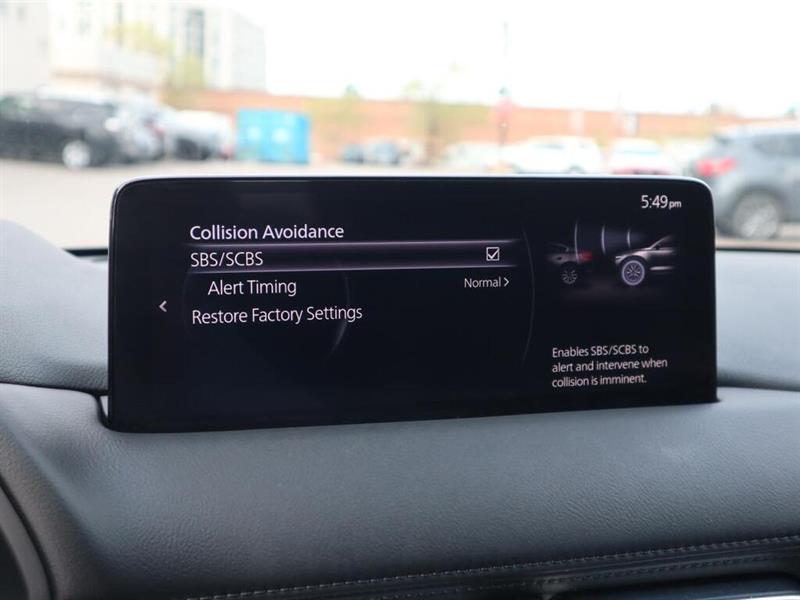 5:49pm
Collision Avoidance
SBS/SCBS
Alert Timing Normal
Restore Factory Settings
Enables SBS/SCBS to
alert and intervene when
collision is imminent.